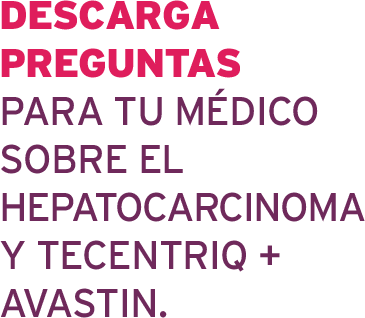 DESCARGA
PREGUNTAS
PARA TU MÉDICO
SOBRE EL
HEPATOCARCINOMA
Y TECENTRIQ +
AVASTIN.